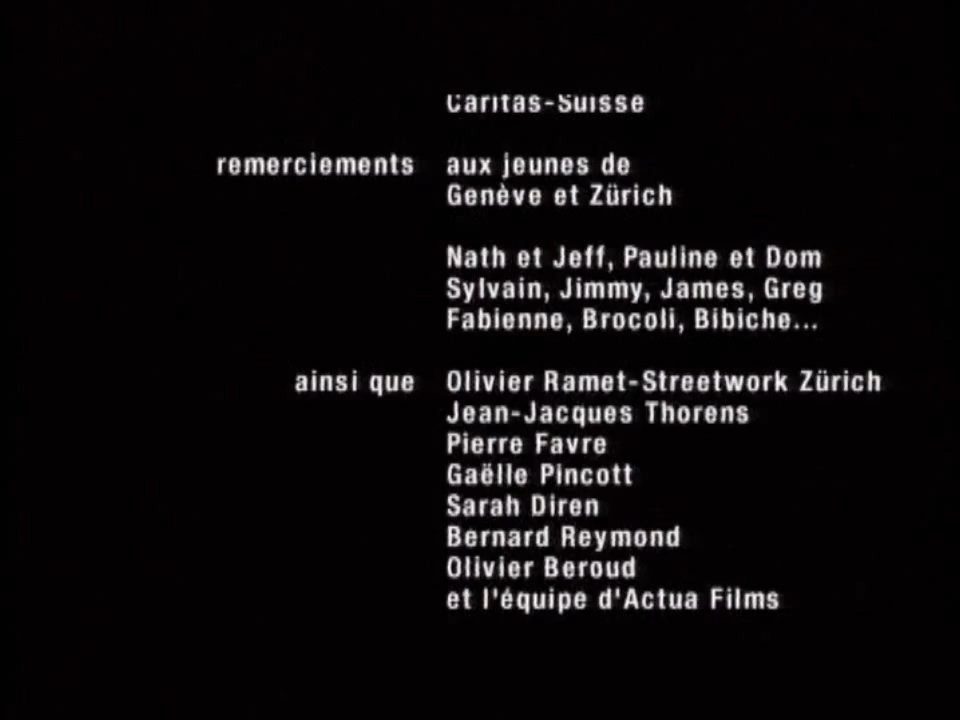 Caritas-Suisse
remerciements aux jeunes de
Genève et Zürich
Nath et Jeff, Pauline et Dom
Sylvain, Jimmy, James, Greg
Fabienne, Brocoli, Bibiche...
ainsi que Olivier Ramet-Streetwork Zürich
Jean-Jacques Thorens
Pierre Favre
Gaëlle Pincott
Sarah Diren
Bernard Reymond
Olivier Beroud
et l'équipe d'Actua Films